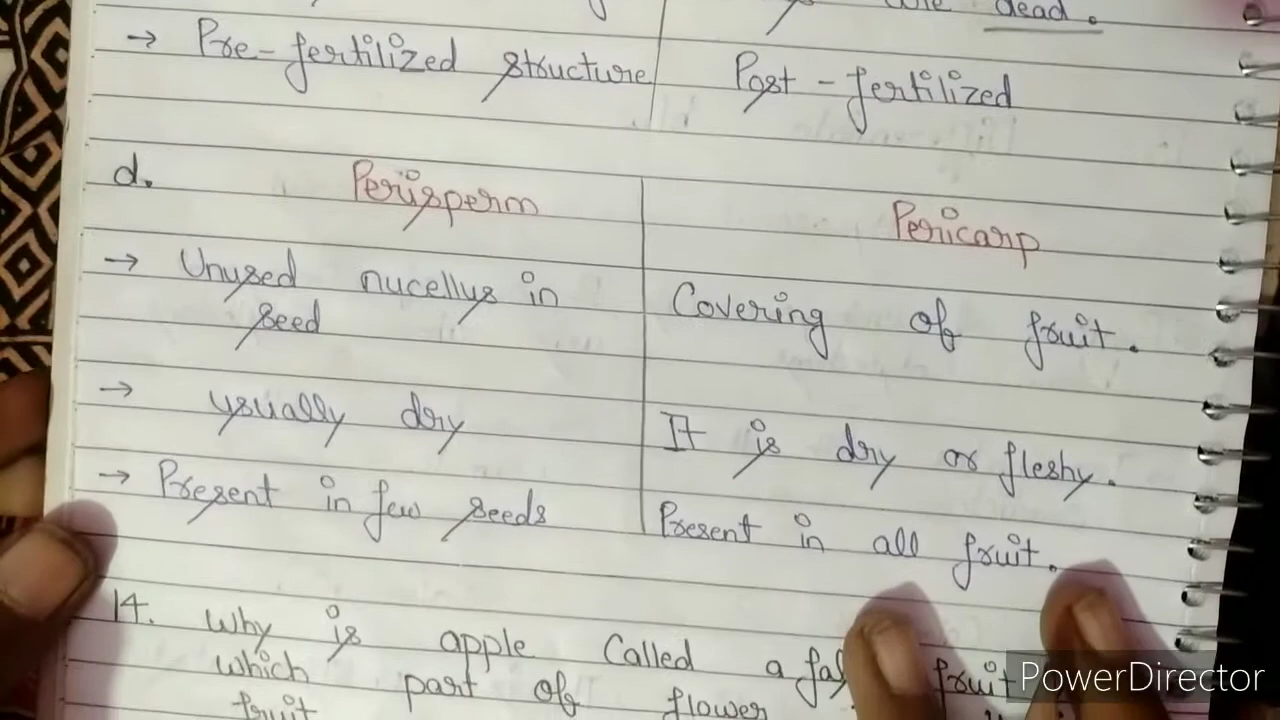 dead.
→ Pre-fertilized structure Post-fertilized
d. Perisperm Pericarp
→ Unused nucellus in Covering of fruit.
seed
→ usually dry It is dry or fleshy.
→ Present in few seeds Present in all fruit.
14. Why is apple called a fruit
which part of flower
fruit
PowerDirector